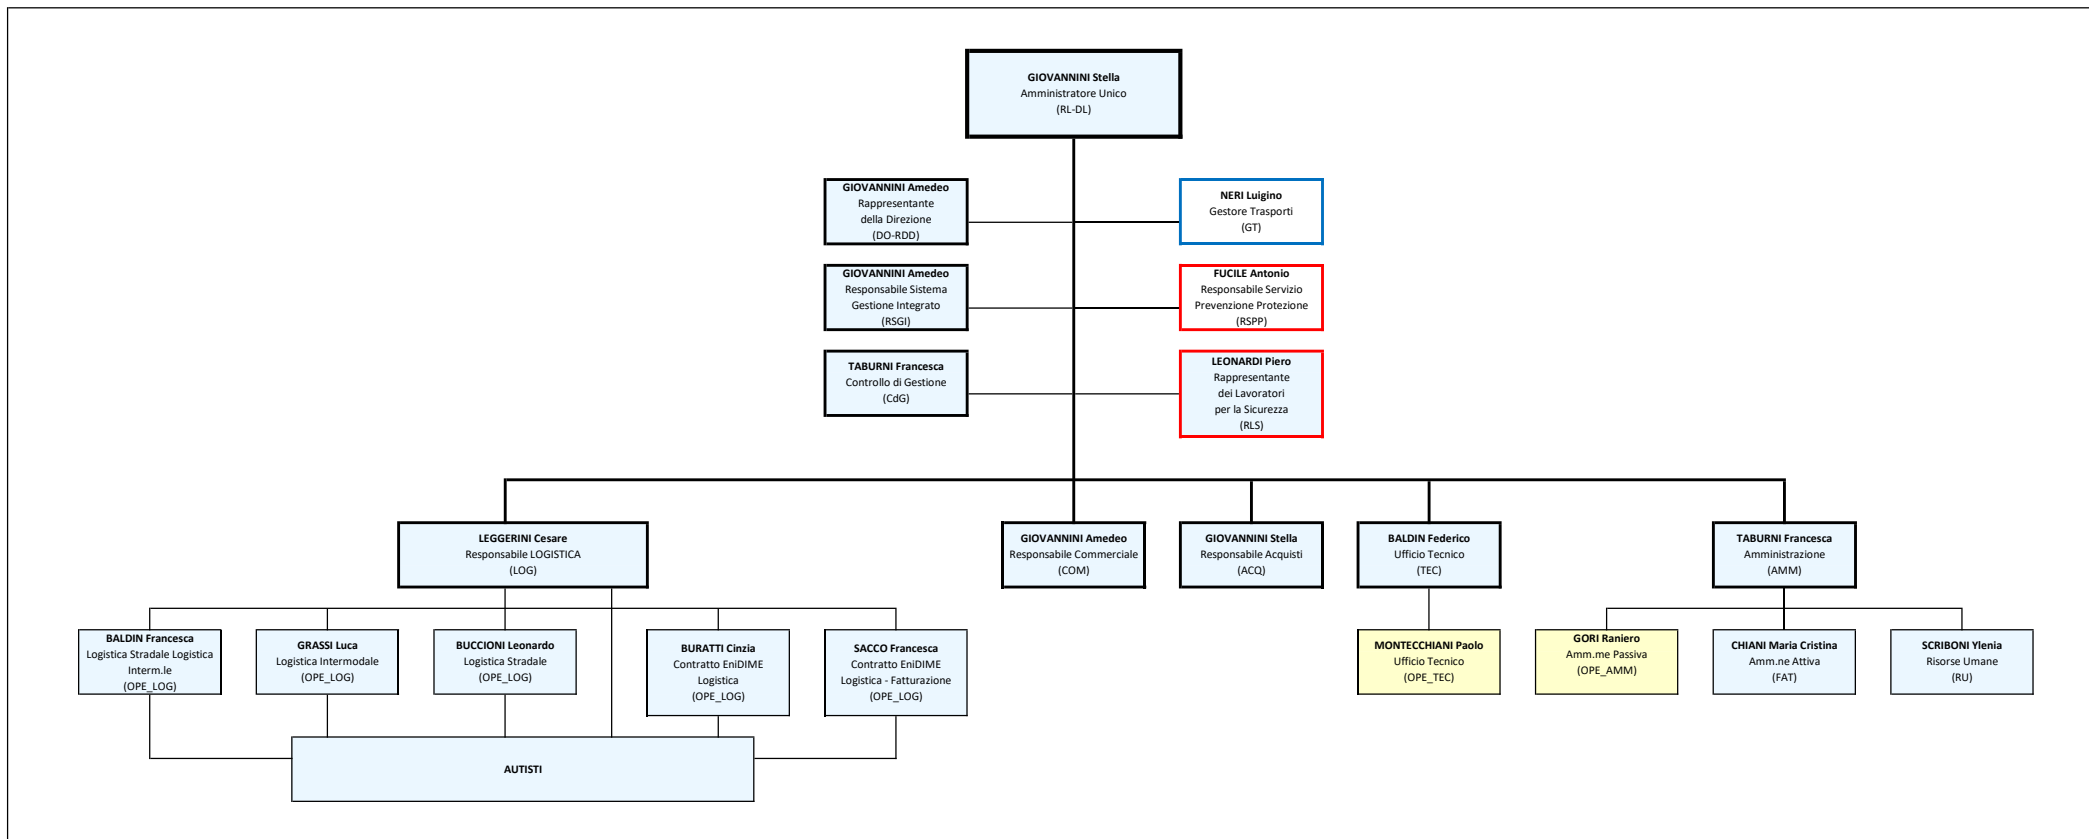 GIOVANNINI Stella
Amministratore Unico
(RL-DL)
GIOVANNINI Amedeo
Rappresentante
della Direzione
(DO-RDD)
NERI Luigino
Gestore Trasporti
(GT)
GIOVANNINI Amedeo
Responsabile Sistema
Gestione Integrato
(RSGI)
FUCILE Antonio
Responsabile Servizio
Prevenzione Protezione
(RSPP)
TABURNI Francesca
Controllo di Gestione
(CdG)
LEONARDI Piero
Rappresentante
dei Lavoratori
per la Sicurezza
(RLS)
LEGGERINI Cesare
Responsabile LOGISTICA
(LOG)
GIOVANNINI Amedeo
Responsabile Commerciale
(COM)
GIOVANNINI Stella
Responsabile Acquisti
(ACQ)
BALDIN Federico
Ufficio Tecnico
(TEC)
TABURNI Francesca
Amministrazione
(AMM)
BALDIN Francesca
Logistica Stradale Logistica
Interm.le
(OPE_LOG)
GRASSI Luca
Logistica Intermodale
(OPE_LOG)
BUCCIONI Leonardo
Logistica Stradale
(OPE_LOG)
BURATTI Cinzia
Contratto EniDIME
Logistica
(OPE_LOG)
SACCO Francesca
Contratto EniDIME
Logistica - Fatturazione
(OPE_LOG)
MONTECCHIANI Paolo
Ufficio Tecnico
(OPE_TEC)
GORI Raniero
Amm.me Passiva
(OPE_AMM)
CHIANI Maria Cristina
Amm.ne Attiva
(FAT)
SCRIBONI Ylenia
Risorse Umane
(RU)
AUTISTI